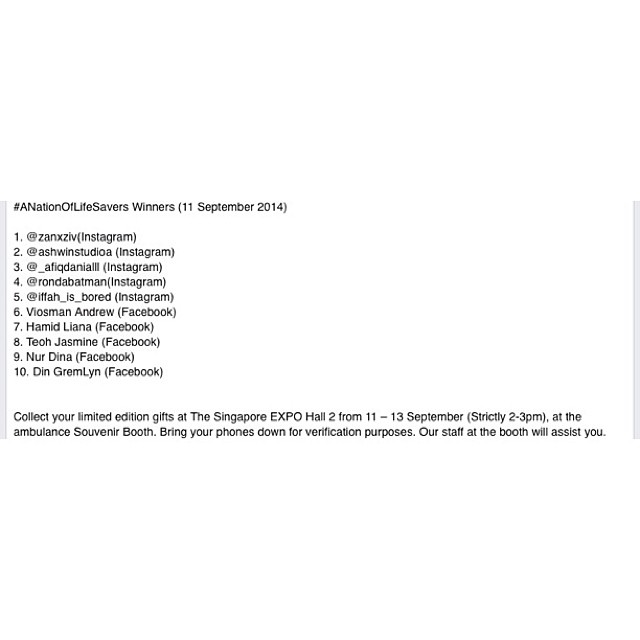 #ANationOfLifeSavers Winners (11 September 2014)
1. @zanxziv(Instagram)
2. @ashwinstudioa (Instagram)
3. @_afiqdanialll (Instagram)
4. @rondabatman(Instagram)
5. @iffah_is_bored (Instagram)
6. Viosman Andrew (Facebook)
7. Hamid Liana (Facebook)
8. Teoh Jasmine (Facebook)
9. Nur Dina (Facebook)
10. Din GremLyn (Facebook)
Collect your limited edition gifts at The Singapore EXPO Hall 2 from 11 – 13 September (Strictly 2-3pm), at the
ambulance Souvenir Booth. Bring your phones down for verification purposes. Our staff at the booth will assist you.